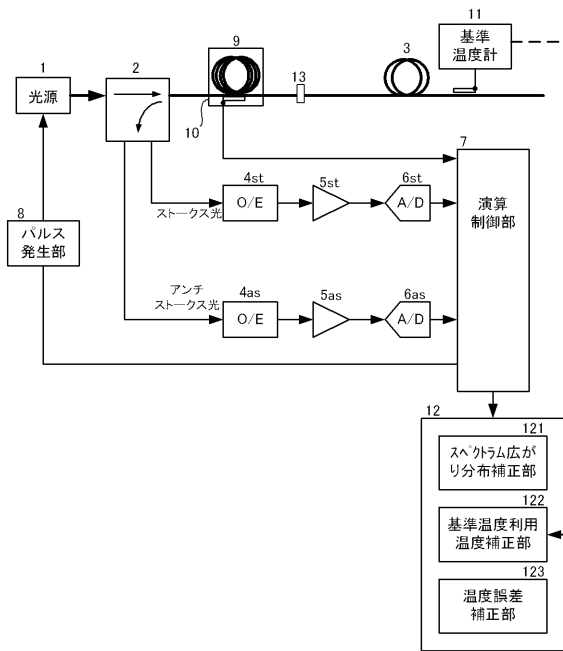 11
基準
温度計
9
1
光源
2
3
13
10
7
演算
制御部
4st
O/E
5st
6st
A/D
ストークス光
8
パルス
発生部
アンチ
ストークス光
4as
O/E
5as
6as
A/D
12
121
スペクトラム広が
り分布補正部
122
基準温度利用
温度補正部
123
温度誤差
補正部